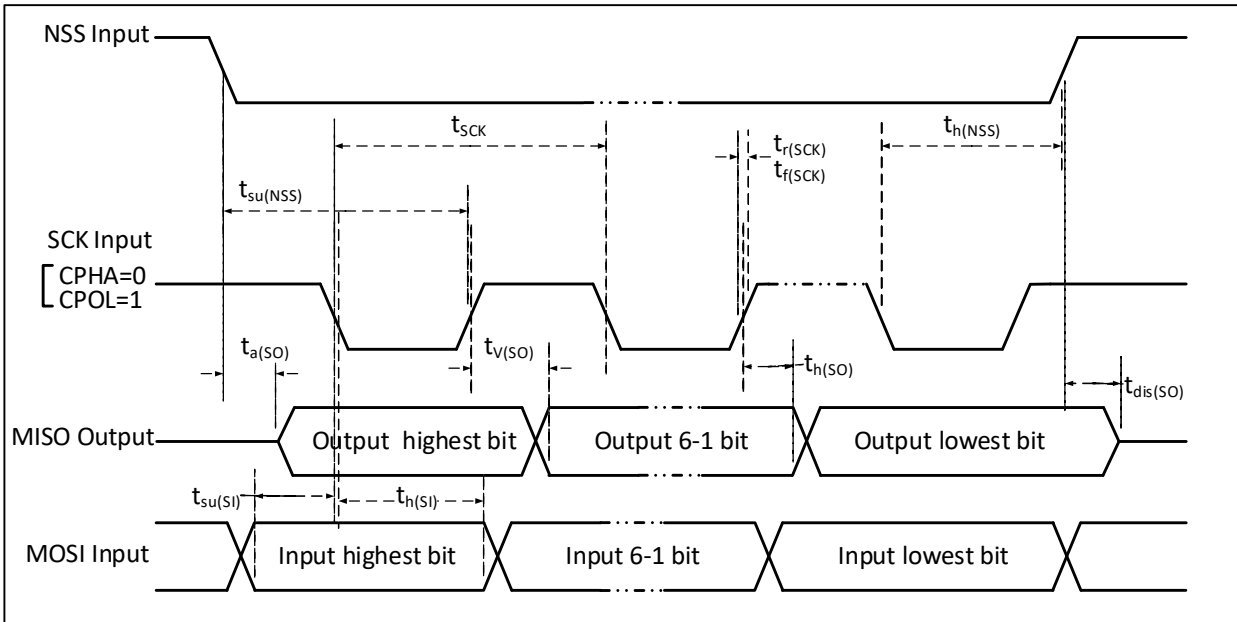 NSS Input
tSCK
th(NSS)
tr(SCK)
tf(SCK)
tsu(NSS)
SCK Input
CPHA=0
CPOL=1
ta(SO)
tV(SO)
th(SO)
tdis(SO)
MISO Output
Output highest bit
Output 6-1 bit
Output lowest bit
tsu(SI)
th(SI)
MOSI Input
Input highest bit
Input 6-1 bit
Input lowest bit